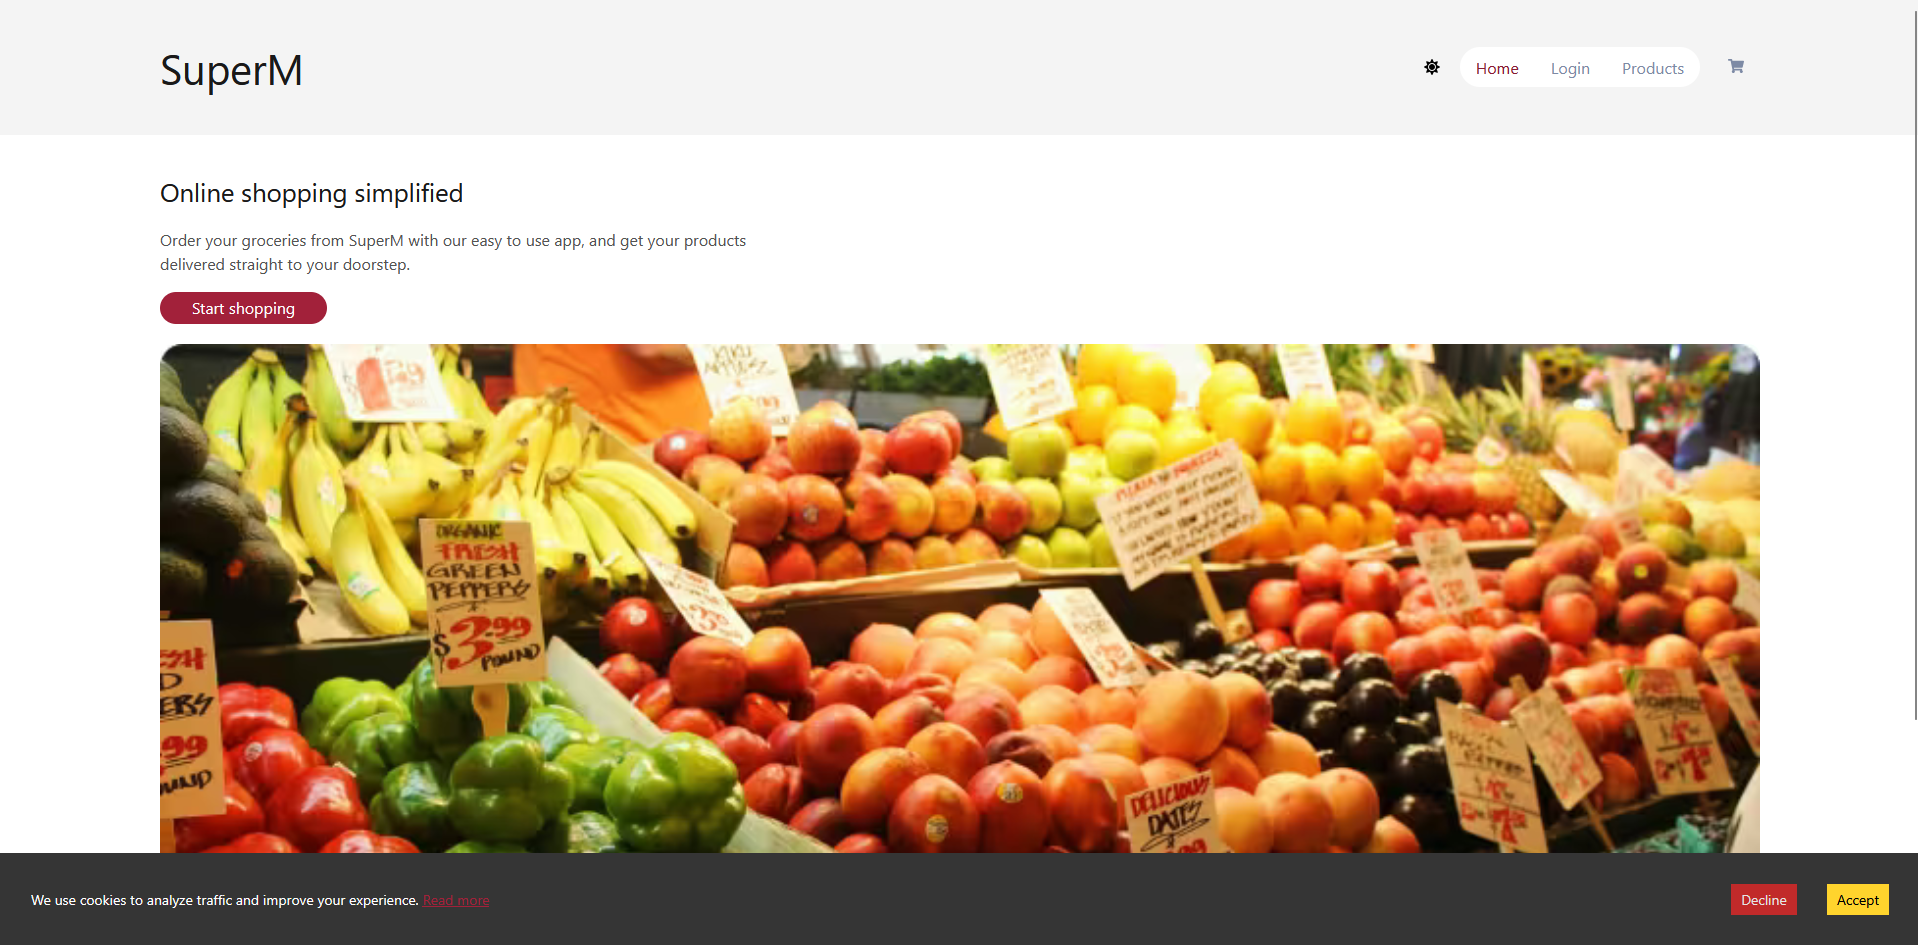 SuperM
Home
Login
Products
Online shopping simplified
Order your groceries from SuperM with our easy to use app, and get your products
delivered straight to your doorstep.
Start shopping
ORGANIC
FRESH
GREEN
PEPPERS
$3.99
POUND
DELICIOUS
DATES
We use cookies to analyze traffic and improve your experience. Read more
Decline
Accept